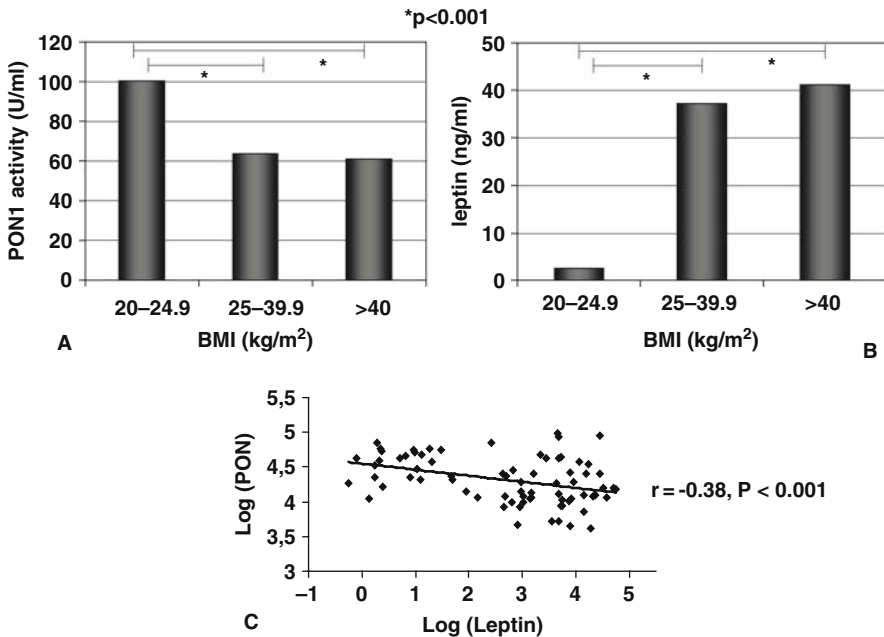 *p<0.001
120
100
80
60
40
20
0
PON1 activity (U/ml)
*
*
20–24.9 25–39.9 >40
BMI (kg/m²)
A
50
40
30
20
10
0
leptin (ng/ml)
*
*
20–24.9 25–39.9 >40
BMI (kg/m²)
B
5,5
5
4,5
4
3,5
3
Log (PON)
r = -0.38, P < 0.001
–1 0 1 2 3 4 5
Log (Leptin)
C